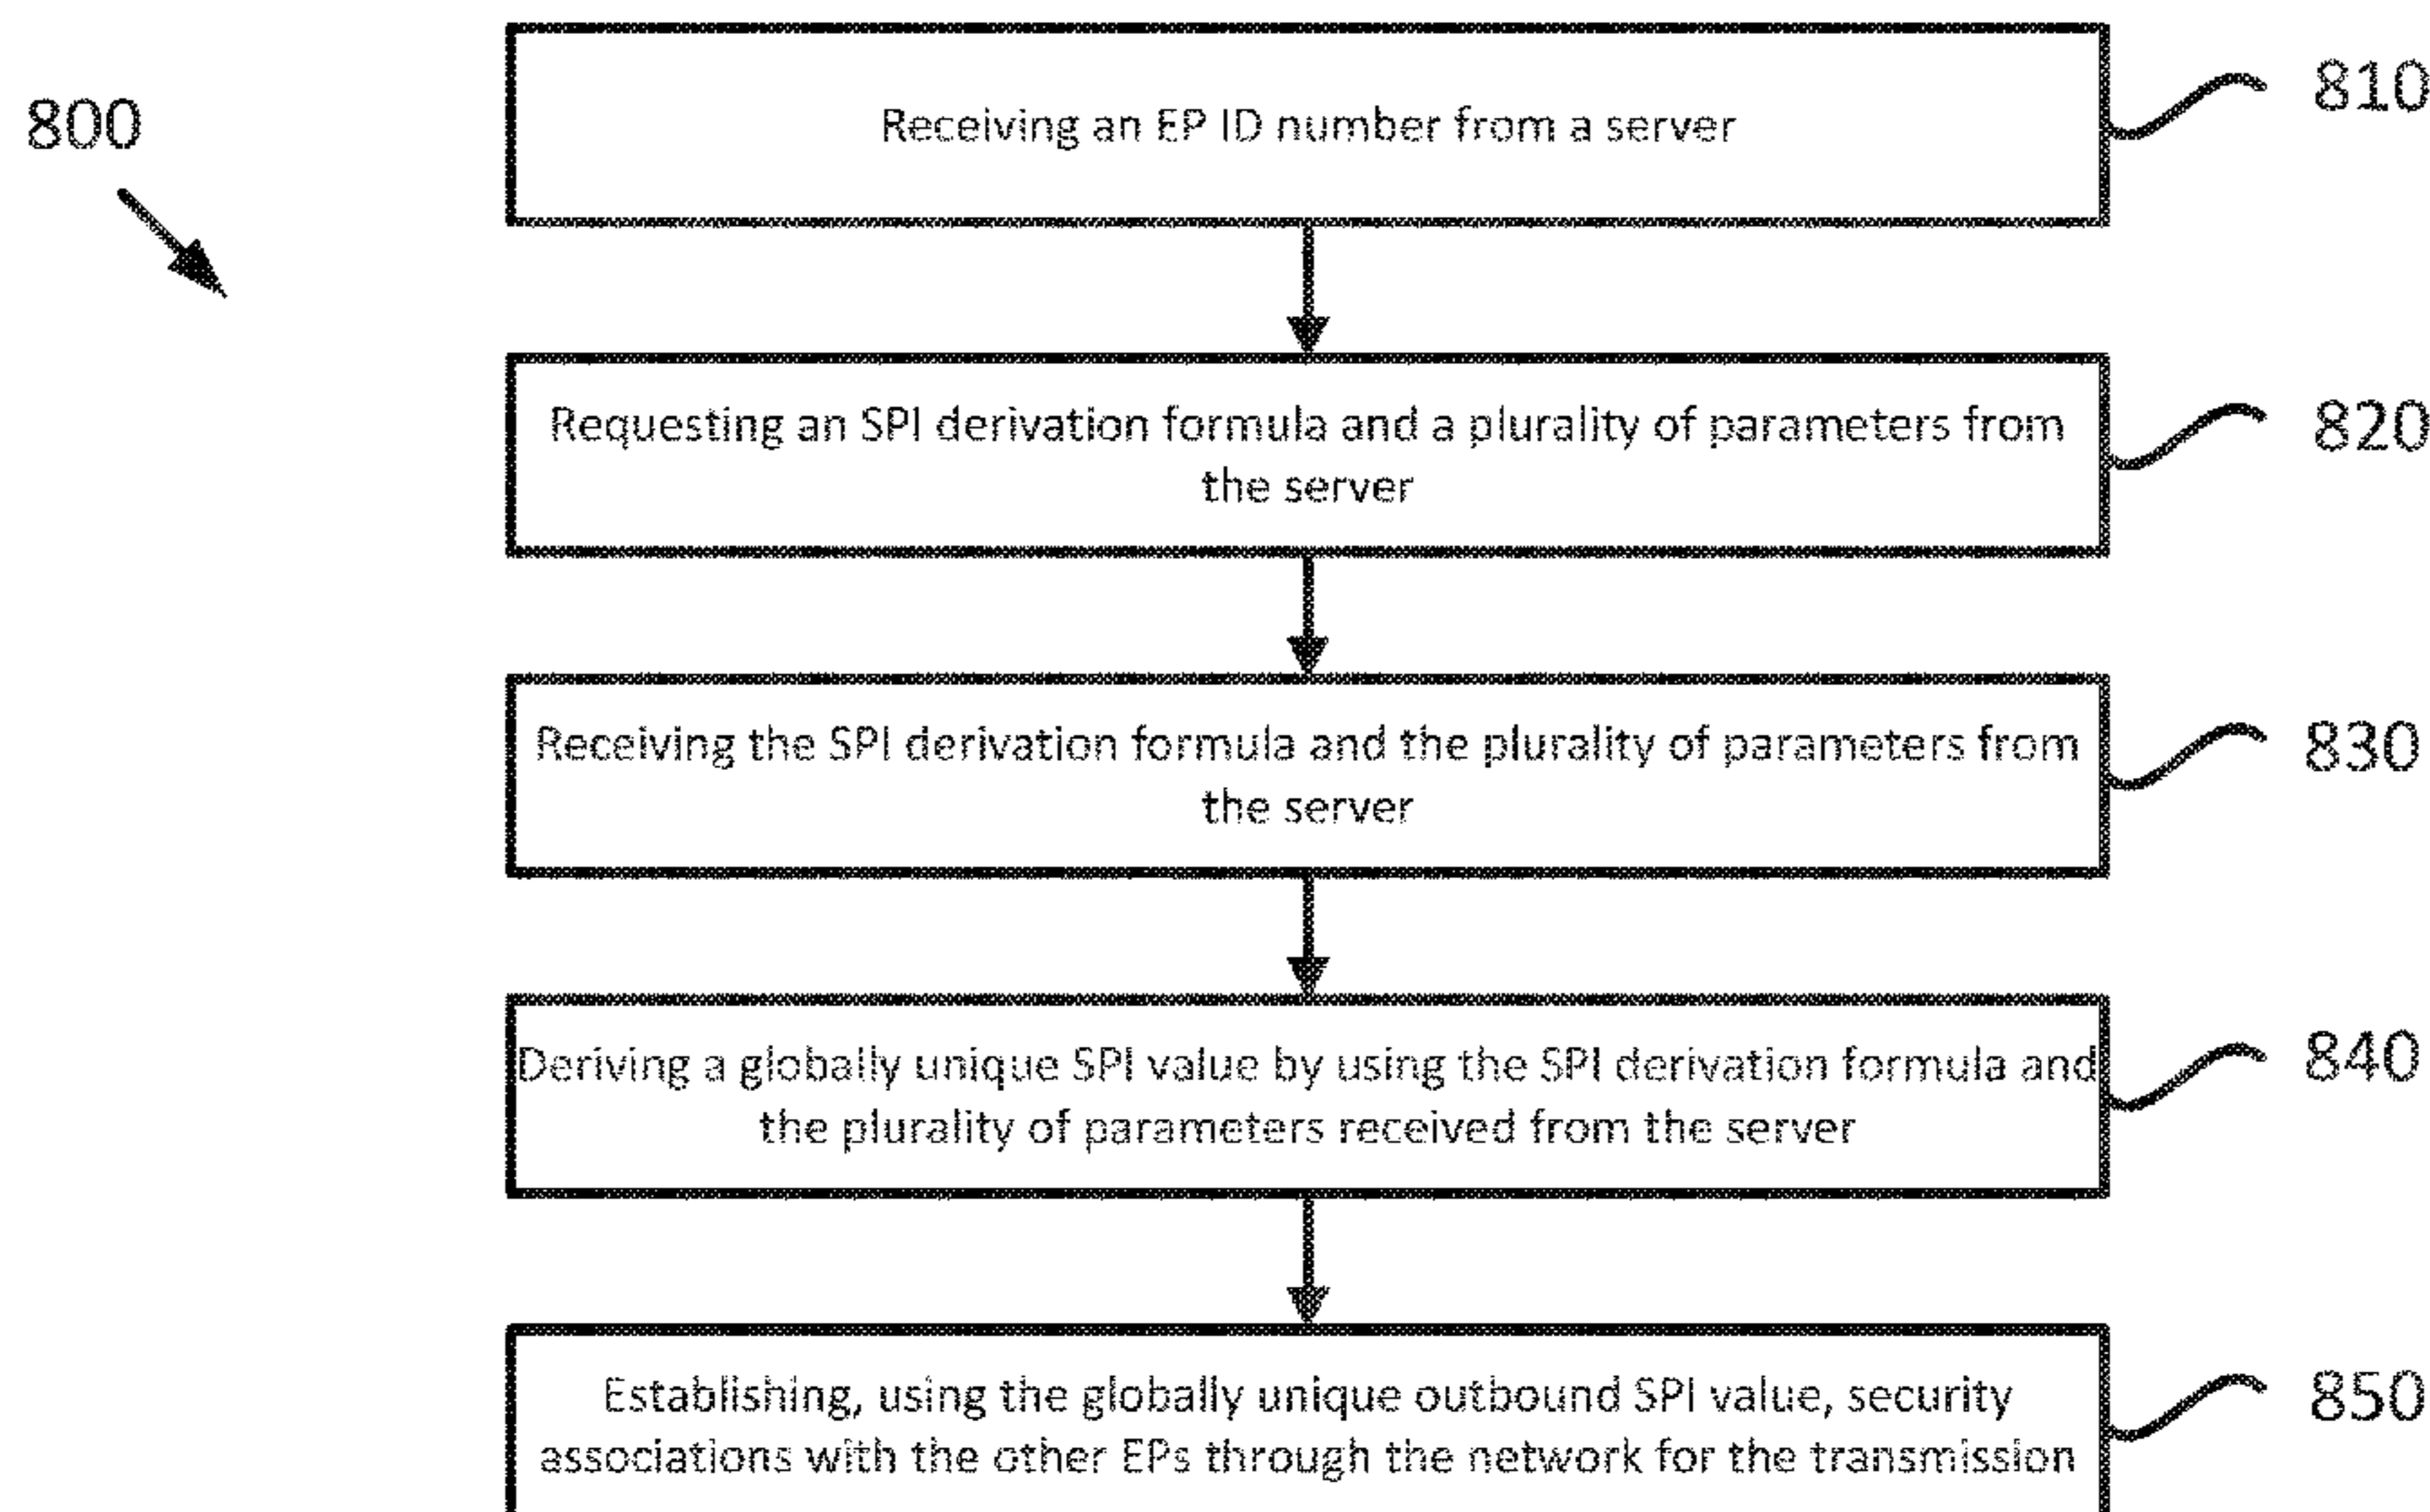 800
Receiving an EP ID number from a server
810
Requesting an SPI derivation formula and a plurality of parameters from
the server
820
Receiving the SPI derivation formula and the plurality of parameters from
the server
830
Deriving a globally unique SPI value by using the SPI derivation formula and
the plurality of parameters received from the server
840
Establishing, using the globally unique outbound SPI value, security
associations with the other EPs through the network for the transmission
850